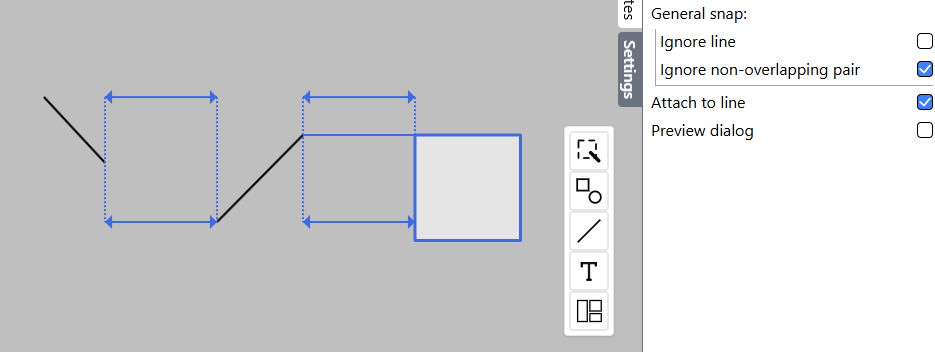 tes
Settings
General snap:
Ignore line
Ignore non-overlapping pair
Attach to line
Preview dialog
T